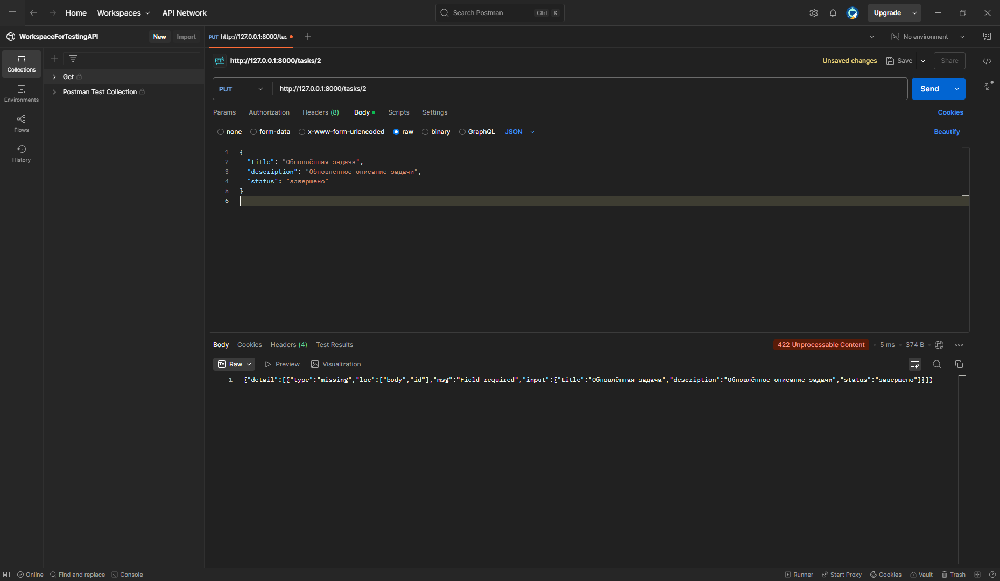 Home Workspaces API Network Search Postman Ctrl K Upgrade
WorkspaceForTestingAPI New Import PUT http://127.0.0.1:8000/tas No environment
Collections
Environments
Flows
History
Get
Postman Test Collection
HTTP http://127.0.0.1:8000/tasks/2 Unsaved changes Save Share
PUT http://127.0.0.1:8000/tasks/2 Send
Params Authorization Headers (8) Body Scripts Settings Cookies
none form-data x-www-form-urlencoded raw binary GraphQL JSON Beautify
1 {
2 "title": "Обновлённая задача",
3 "description": "Обновлённое описание задачи",
4 "status": "завершено"
5 }
6
Body Cookies Headers (4) Test Results 422 Unprocessable Content 5 ms 374 B
Raw Preview Visualization
1 {"detail":[{"type":"missing","loc":["body","id"],"msg":"Field required","input":{"title":"Обновлённая задача","description":"Обновлённое описание задачи","status":"завершено"}}]}
Online Find and replace Console Runner Start Proxy Cookies Vault Trash